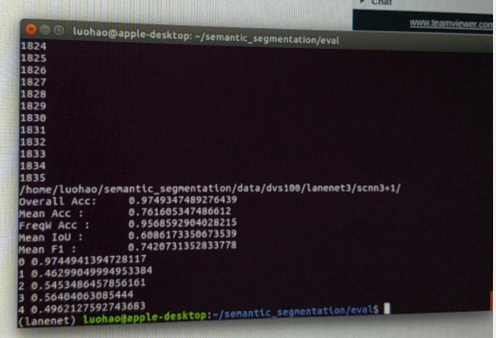 Chat
www.teamviewer.com
luohao@apple-desktop: ~/semantic_segmentation/eval
1824
1825
1826
1827
1828
1829
1830
1831
1832
1833
1834
1835
/home/luohao/semantic_segmentation/data/dvs100/lanenet3/scnn3+1/
Overall Acc: 0.9749347489276439
Mean Acc : 0.761605347486612
FreqW Acc : 0.9568592904028215
Mean IoU : 0.6086173350673539
Mean F1 : 0.7420731352833778
0 0.9744941394728117
1 0.46299049994953384
2 0.5453486457856161
3 0.56404063085444
4 0.4962127592743683
(lanenet) luohao@apple-desktop:~/semantic_segmentation/eval$